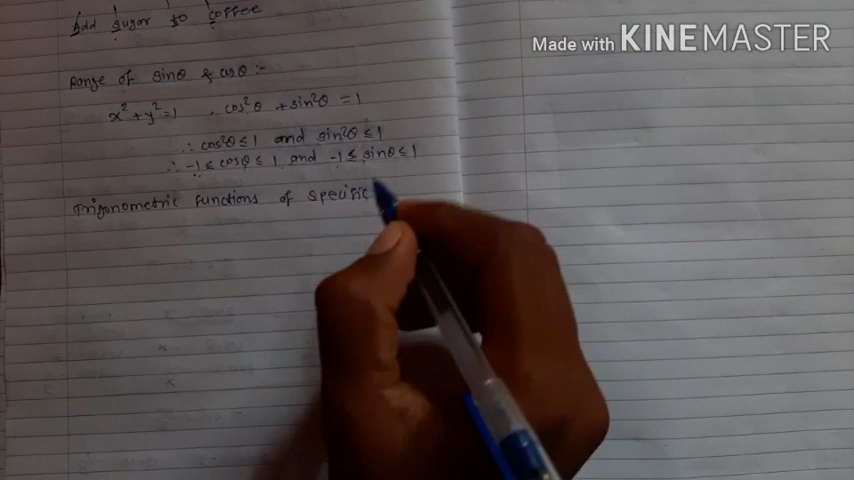 Add sugar to coffee
Made with KINEMASTER
Range of sinθ & cosθ :-
x² + y² = 1 . cos²θ + sin²θ = 1
∴ cos²θ ≤ 1 and sin²θ ≤ 1
∴ -1 ≤ cosθ ≤ 1 and -1 ≤ sinθ ≤ 1
Trigonometric Functions of specific